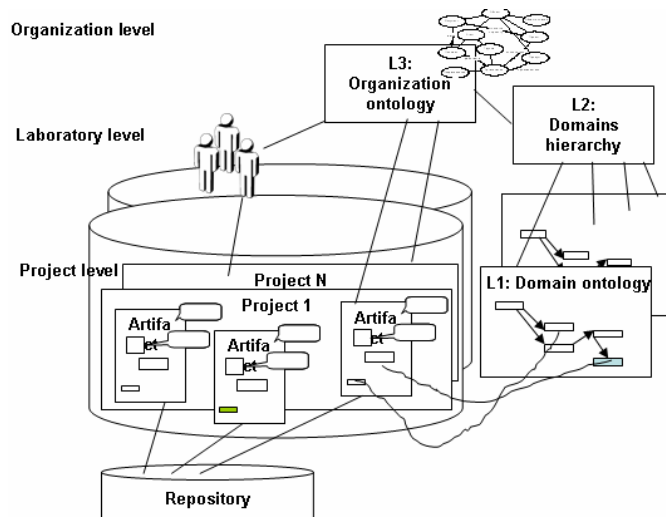 Organization level
L3:
Organization
ontology
L2:
Domains
hierarchy
Laboratory level
Project level
Project N
L1: Domain ontology
Project 1
Artifa
ct
Artifa
ct
Artifa
ct
Repository